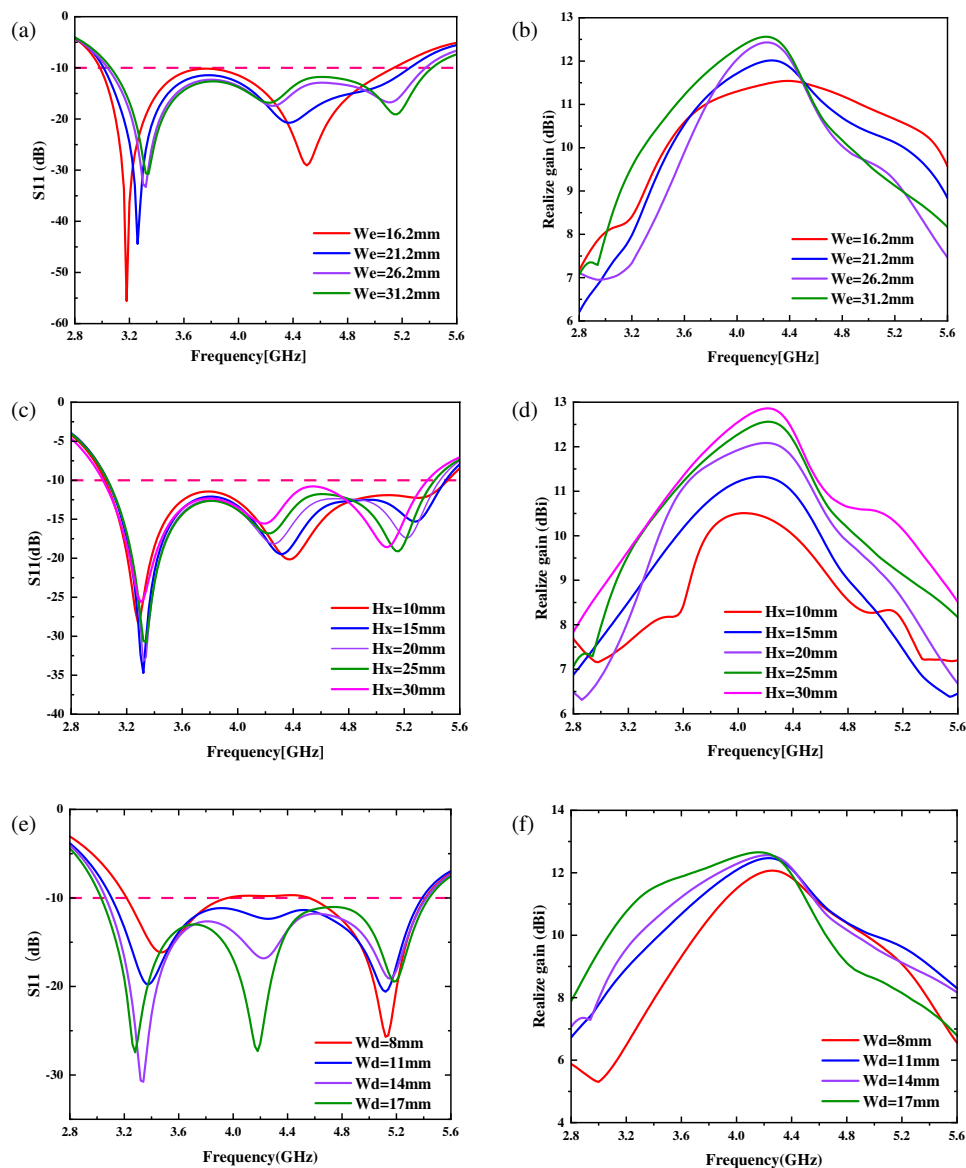 (a)
0
-10
-20
-30
-40
-50
-60
S11 (dB)
We=16.2mm
We=21.2mm
We=26.2mm
We=31.2mm
2.8 3.2 3.6 4.0 4.4 4.8 5.2 5.6
Frequency[GHz]
(b)
13
12
11
10
9
8
7
6
Realize gain (dBi)
We=16.2mm
We=21.2mm
We=26.2mm
We=31.2mm
2.8 3.2 3.6 4.0 4.4 4.8 5.2 5.6
Frequency[GHz]
(c)
0
-5
-10
-15
-20
-25
-30
-35
-40
S11(dB)
Hx=10mm
Hx=15mm
Hx=20mm
Hx=25mm
Hx=30mm
2.8 3.2 3.6 4.0 4.4 4.8 5.2 5.6
Frequency[GHz]
(d)
13
12
11
10
9
8
7
6
Realize gain (dBi)
Hx=10mm
Hx=15mm
Hx=20mm
Hx=25mm
Hx=30mm
2.8 3.2 3.6 4.0 4.4 4.8 5.2 5.6
Frequency[GHz]
(e)
0
-10
-20
-30
S11 (dB)
Wd=8mm
Wd=11mm
Wd=14mm
Wd=17mm
2.8 3.2 3.6 4.0 4.4 4.8 5.2 5.6
Frequency(GHz)
(f)
14
12
10
8
6
4
Realize gain (dBi)
Wd=8mm
Wd=11mm
Wd=14mm
Wd=17mm
2.8 3.2 3.6 4.0 4.4 4.8 5.2 5.6
Frequency(GHz)